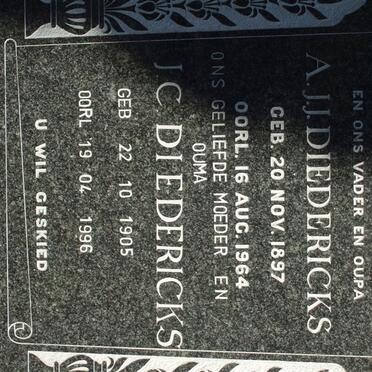 EN ONS VADER EN OUPA
A.J.J. DIEDERICKS
GEB. 20 NOV. 1897
OORL. 16 AUG. 1964
ONS GELIEFDE MOEDER EN
OUMA
J C DIEDERICKS
GEB 22 10 1905
OORL 19 04 1996
U WIL GESKIED